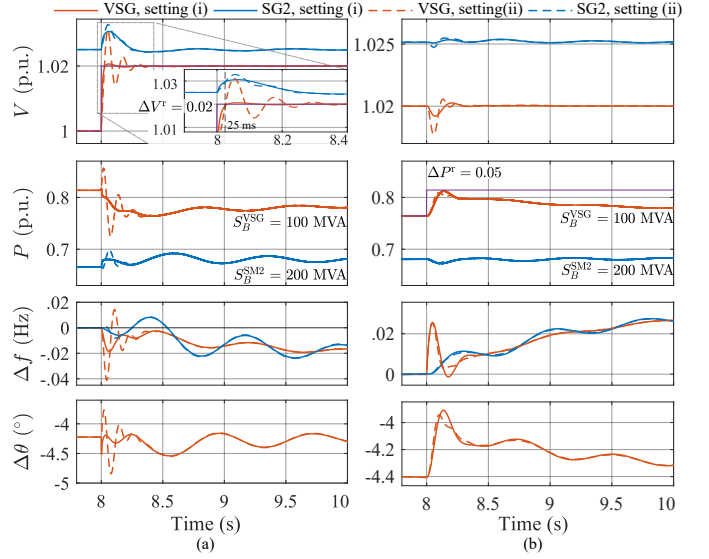 VSG, setting (i) SG2, setting (i) VSG, setting(ii) SG2, setting (ii)
V (p.u.)
1.02
1
1.03
1.01
ΔVʳ = 0.02
25 ms
8 8.2 8.4
1.025
1.02
P (p.u.)
0.8
0.7
S_B^VSG = 100 MVA
S_B^SM2 = 200 MVA
0.8
0.7
ΔPʳ = 0.05
S_B^VSG = 100 MVA
S_B^SM2 = 200 MVA
Δf (Hz)
.02
0
-.02
-.04
0.02
0
Δθ (°)
-4
-4.5
-5
-4
-4.2
-4.4
8 8.5 9 9.5 10
8 8.5 9 9.5 10
Time (s)
Time (s)
(a)
(b)